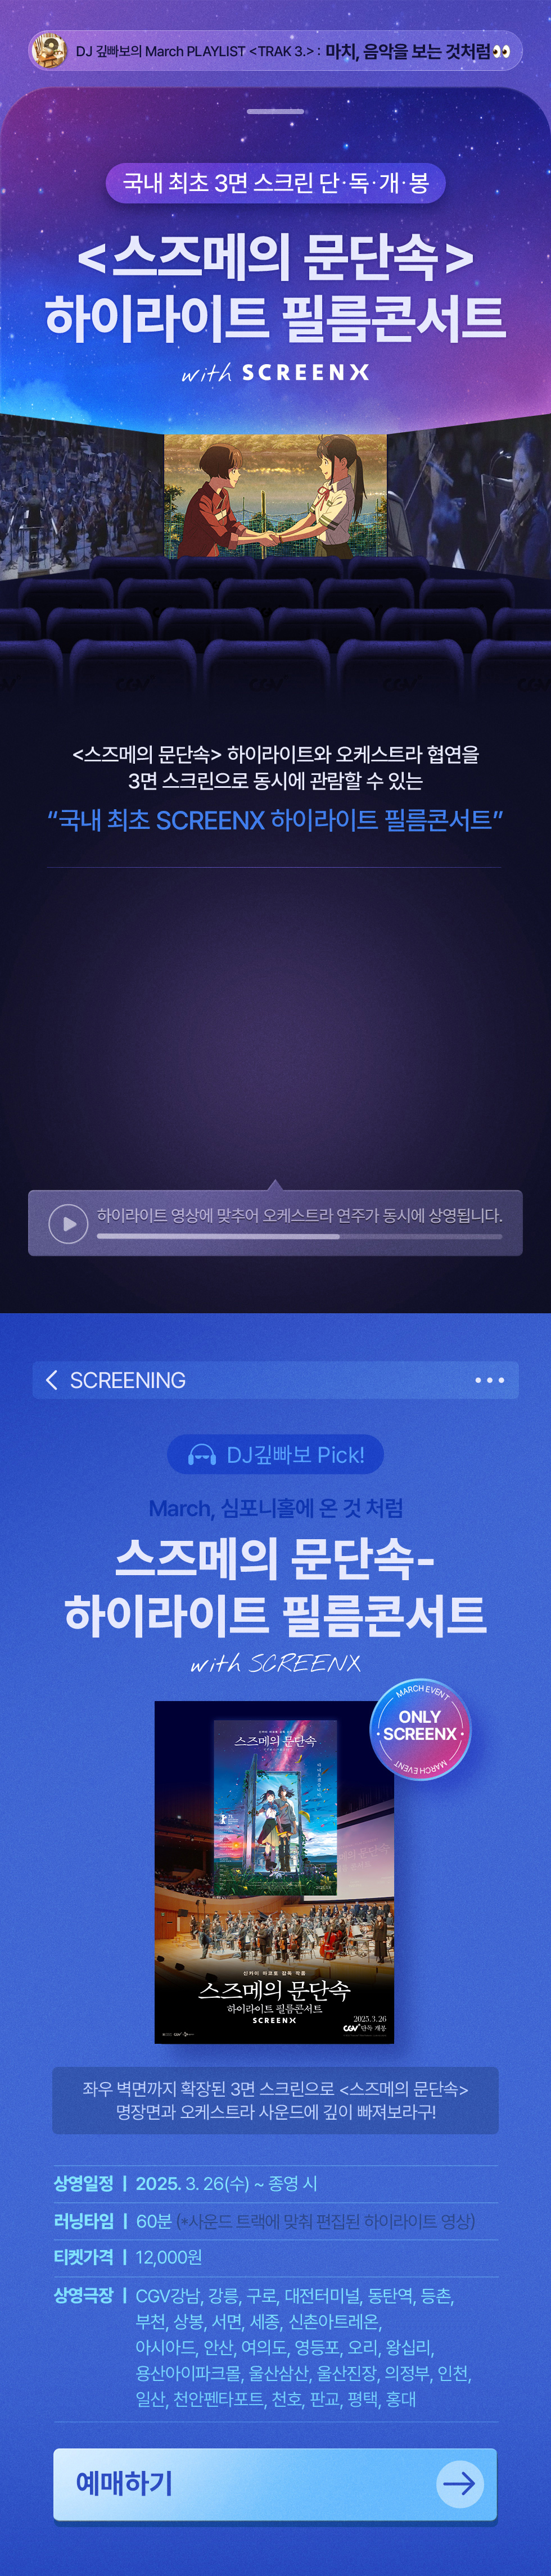 DJ 깊빠보의 March PLAYLIST <TRAK 3.> : 마치, 음악을 보는 것처럼👀
국내 최초 3면 스크린 단·독·개·봉
<스즈메의 문단속>
하이라이트 필름콘서트
with SCREENX
<스즈메의 문단속> 하이라이트와 오케스트라 협연을
3면 스크린으로 동시에 관람할 수 있는
“국내 최초 SCREENX 하이라이트 필름콘서트”
하이라이트 영상에 맞추어 오케스트라 연주가 동시에 상영됩니다.
SCREENING
DJ깊빠보 Pick!
March, 심포니홀에 온 것 처럼
스즈메의 문단속-
하이라이트 필름콘서트
with SCREENX
MARCH EVENT
ONLY
SCREENX
MARCH EVENT
스즈메의 문단속
신카이 마코토 감독 작품
스즈메의 문단속
하이라이트 필름콘서트
SCREENX
2025.3.26
CGV 단독 개봉
좌우 벽면까지 확장된 3면 스크린으로 <스즈메의 문단속>
명장면과 오케스트라 사운드에 깊이 빠져보라구!
상영일정 | 2025. 3. 26(수) ~ 종영 시
러닝타임 | 60분 (*사운드 트랙에 맞춰 편집된 하이라이트 영상)
티켓가격 | 12,000원
상영극장 | CGV강남, 강릉, 구로, 대전터미널, 동탄역, 등촌,
부천, 상봉, 서면, 세종, 신촌아트레온,
아시아드, 안산, 여의도, 영등포, 오리, 왕십리,
용산아이파크몰, 울산삼산, 울산진장, 의정부, 인천,
일산, 천안펜타포트, 천호, 판교, 평택, 홍대
예매하기